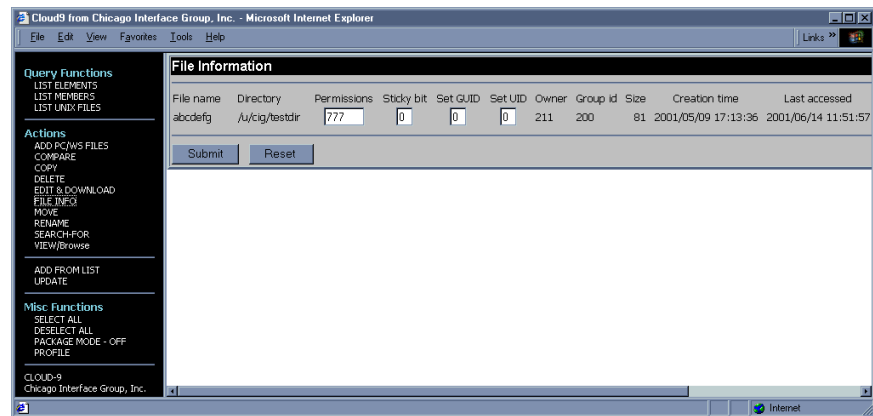 Cloud9 from Chicago Interface Group, Inc. - Microsoft Internet Explorer
File Edit View Favorites Tools Help
Links »
Query Functions
LIST ELEMENTS
LIST MEMBERS
LIST UNIX FILES
Actions
ADD PC/WS FILES
COMPARE
COPY
DELETE
EDIT & DOWNLOAD
FILE INFO
MOVE
RENAME
SEARCH-FOR
VIEW/Browse
ADD FROM LIST
UPDATE
Misc Functions
SELECT ALL
DESELECT ALL
PACKAGE MODE - OFF
PROFILE
CLOUD-9
Chicago Interface Group, Inc.
File Information
File name Directory Permissions Sticky bit Set GUID Set UID Owner Group id Size Creation time Last accessed
abcdefg /u/cig/testdir 777 0 0 0 211 200 81 2001/05/09 17:13:36 2001/06/14 11:51:57
Submit Reset
Internet